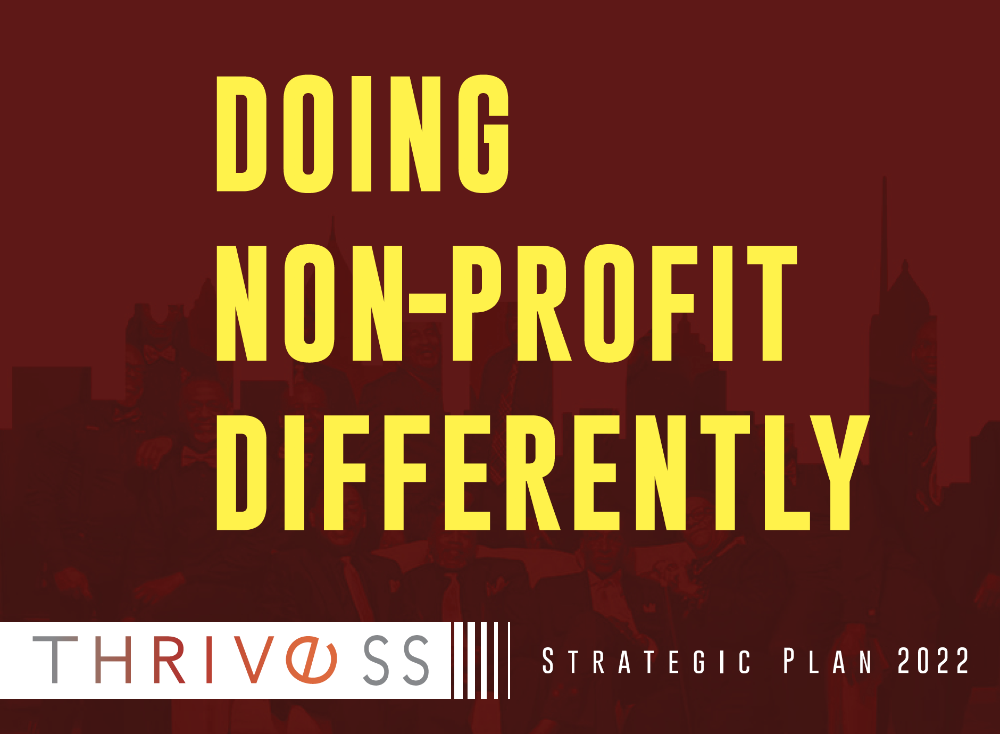 DOING
NON-PROFIT
DIFFERENTLY
THRIVe SS
STRATEGIC PLAN 2022